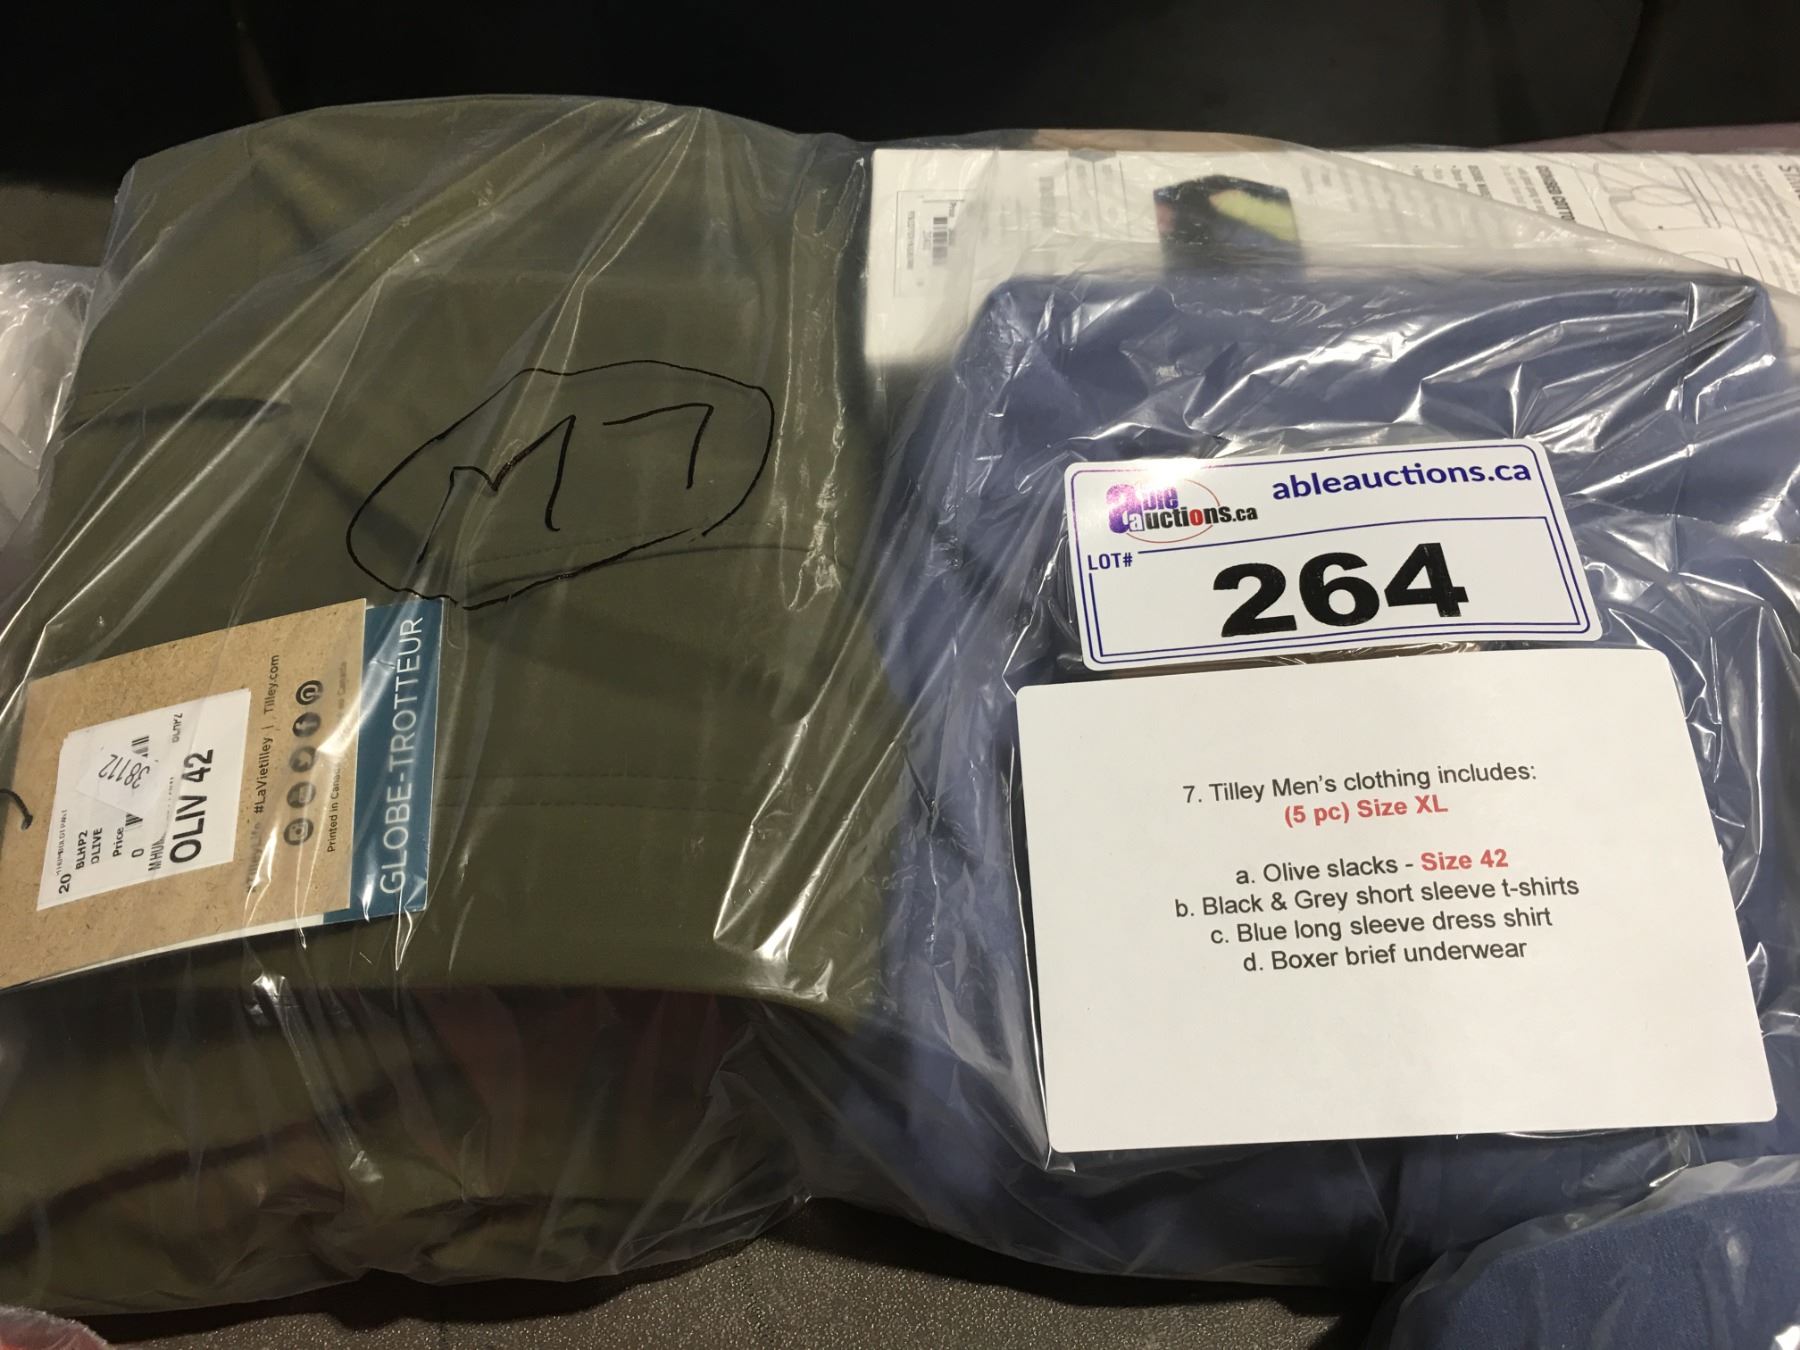 M7
ableauctions.ca
able
auctions.ca
LOT#
264
7. Tilley Men's clothing includes:
(5 pc) Size XL
a. Olive slacks - Size 42
b. Black & Grey short sleeve t-shirts
c. Blue long sleeve dress shirt
d. Boxer brief underwear
GLOBE-TROTTEUR
#LaVietilley | Tilley.com
Printed in Canada
20
BLHP2
OLIVE
Price
0
OLIV 42
38112